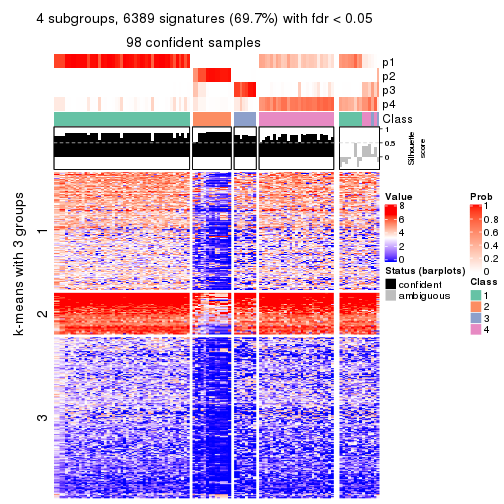 4 subgroups, 6389 signatures (69.7%) with fdr < 0.05
98 confident samples
p1
p2
p3
p4
Class
1
0.5
0
Silhouette
score
k-means with 3 groups
1
2
3
Value
8
6
4
2
0
Status (barplots)
confident
ambiguous
Prob
1
0.8
0.6
0.4
0.2
0
Class
1
2
3
4